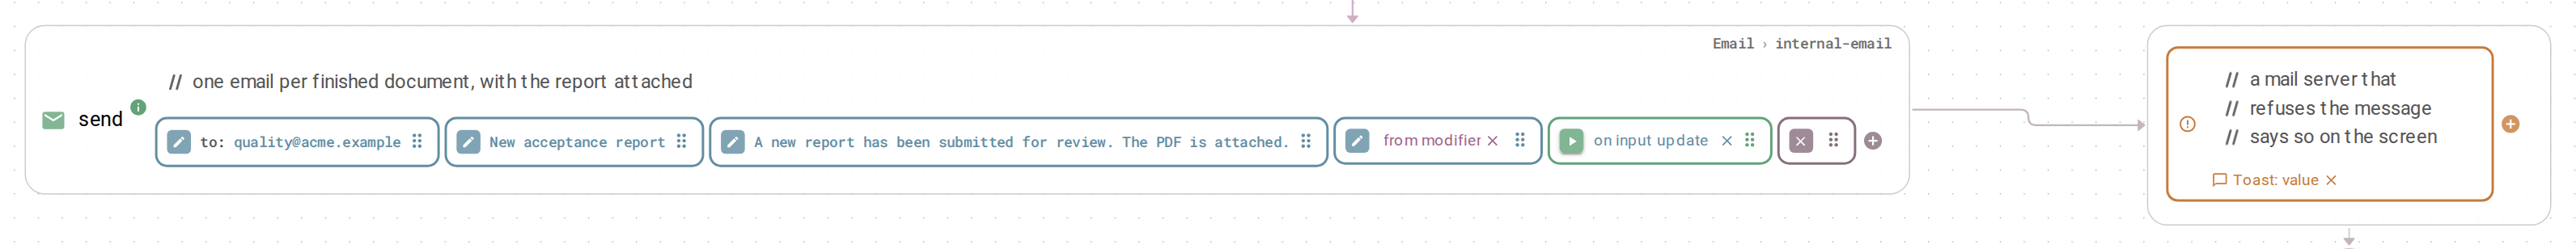 Email › internal-email
// one email per finished document, with the report attached
send
to: quality@acme.example
New acceptance report
A new report has been submitted for review. The PDF is attached.
from modifier
on input update
// a mail server that
// refuses the message
// says so on the screen
Toast: value